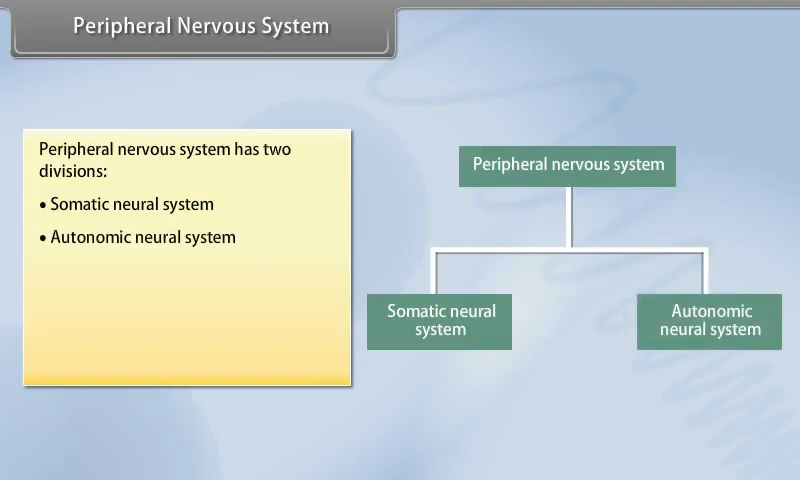 Peripheral Nervous System
Peripheral nervous system has two
divisions:
• Somatic neural system
• Autonomic neural system
Peripheral nervous system
Somatic neural
system
Autonomic
neural system